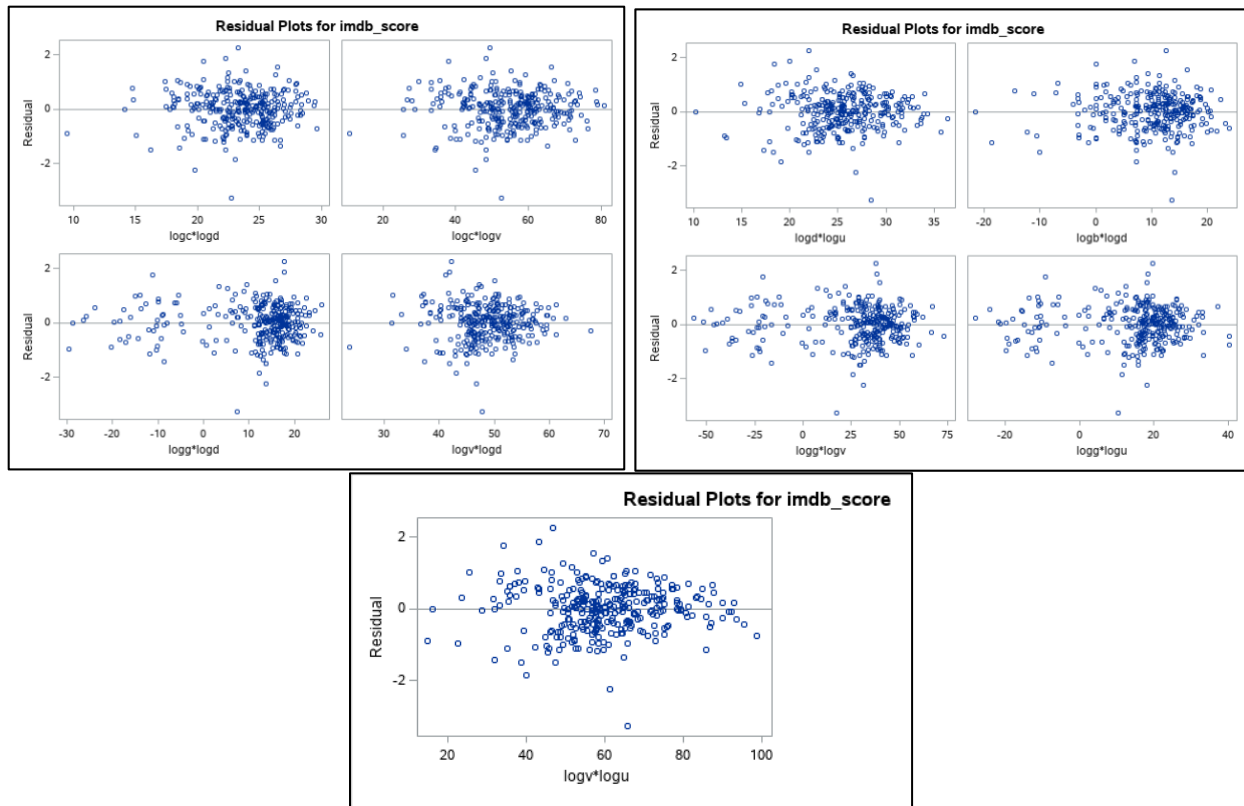 Residual Plots for imdb_score
2
0
-2
Residual
10 15 20 25 30
logc*logd
20 40 60 80
logc*logv
2
0
-2
Residual
-30 -20 -10 0 10 20
logg*logd
30 40 50 60 70
logv*logd
Residual Plots for imdb_score
2
0
-2
Residual
10 15 20 25 30 35
logd*logu
-20 -10 0 10 20
logb*logd
2
0
-2
Residual
-50 -25 0 25 50 75
logg*logv
-20 0 20 40
logg*logu
Residual Plots for imdb_score
2
0
-2
Residual
20 40 60 80 100
logv*logu